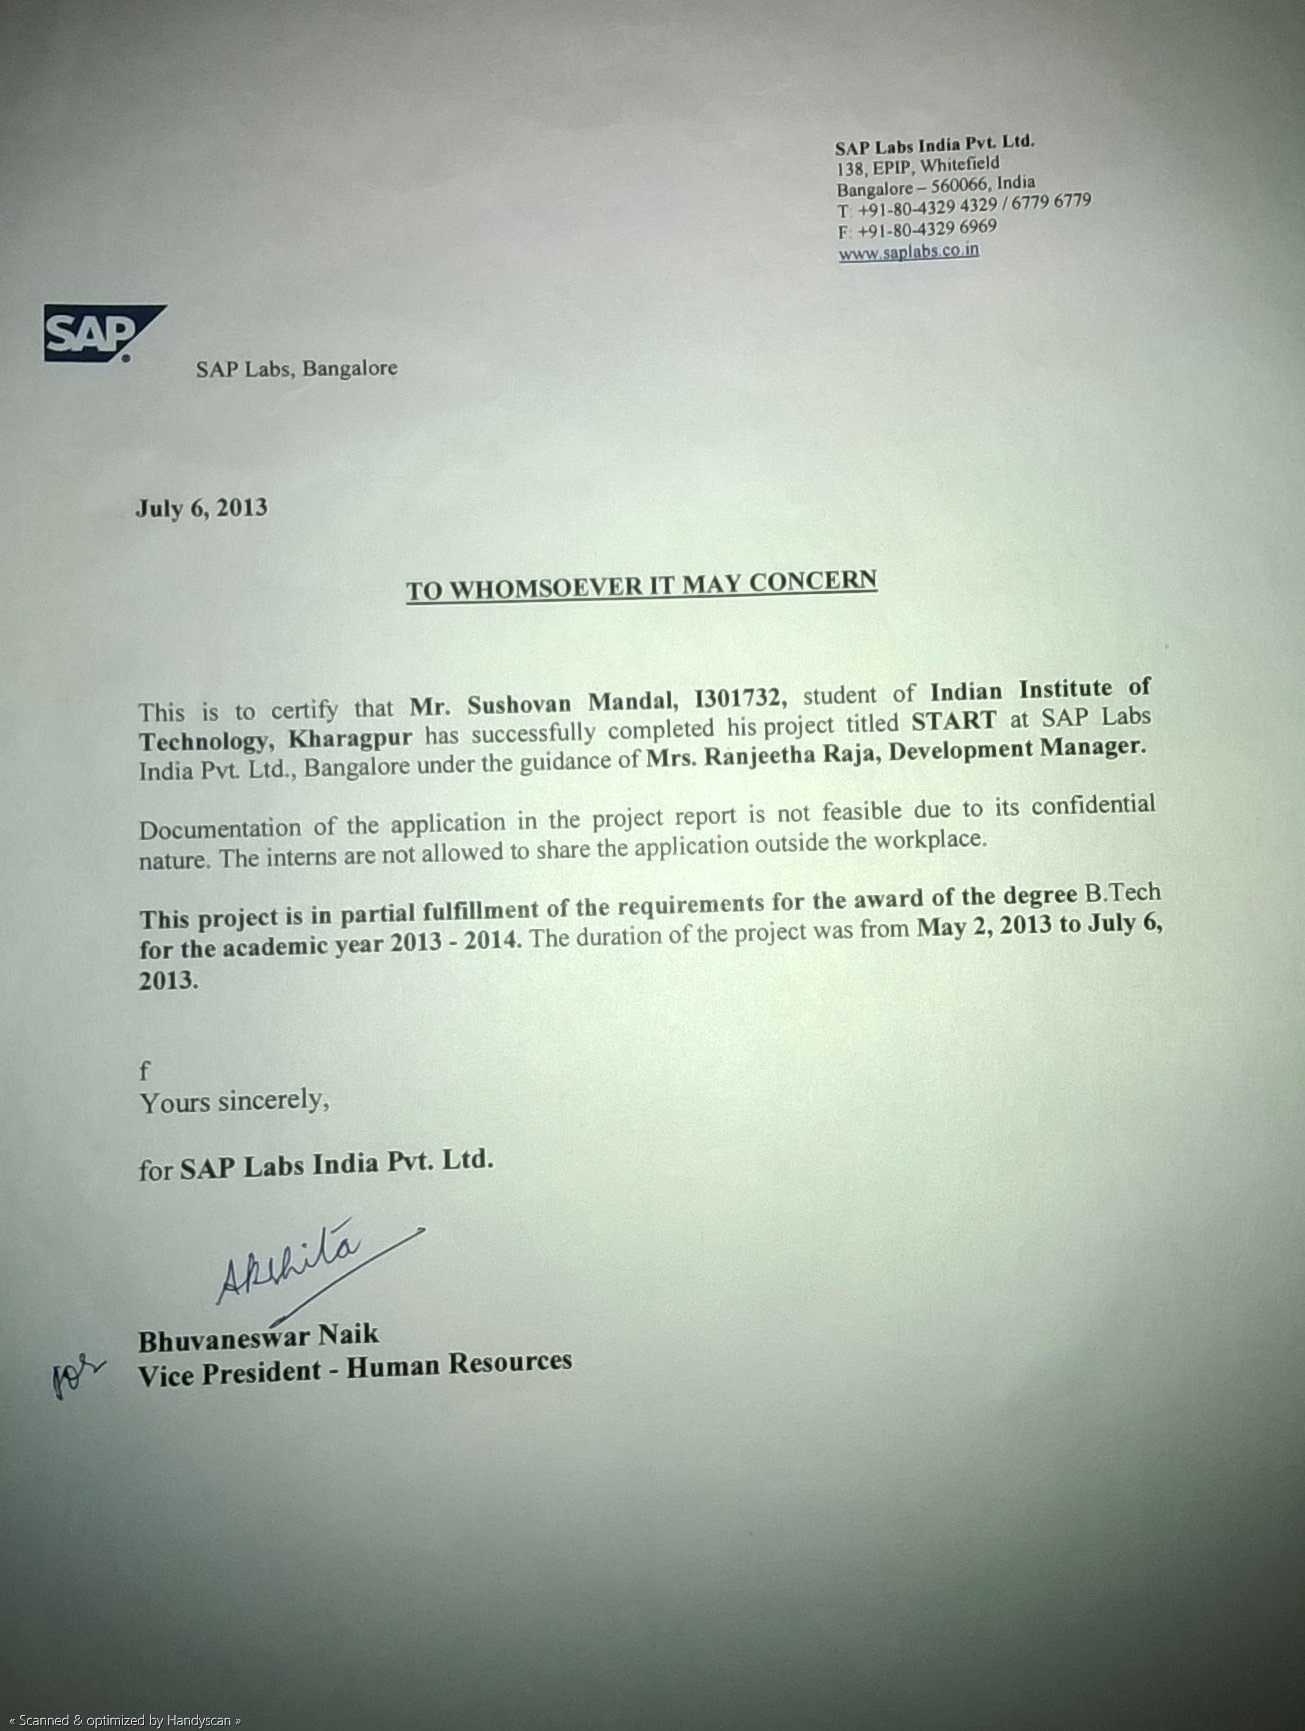 SAP Labs India Pvt. Ltd.
138, EPIP, Whitefield
Bangalore – 560066, India
T: +91-80-4329 4329 / 6779 6779
F: +91-80-4329 6969
www.saplabs.co.in
SAP
SAP Labs, Bangalore
July 6, 2013
TO WHOMSOEVER IT MAY CONCERN
This is to certify that Mr. Sushovan Mandal, I301732, student of Indian Institute of
Technology, Kharagpur has successfully completed his project titled START at SAP Labs
India Pvt. Ltd., Bangalore under the guidance of Mrs. Ranjeetha Raja, Development Manager.
Documentation of the application in the project report is not feasible due to its confidential
nature. The interns are not allowed to share the application outside the workplace.
This project is in partial fulfillment of the requirements for the award of the degree B.Tech
for the academic year 2013 - 2014. The duration of the project was from May 2, 2013 to July 6,
2013.
f
Yours sincerely,
for SAP Labs India Pvt. Ltd.
Akshita
Bhuvaneswar Naik
for Vice President - Human Resources
« Scanned & optimized by Handyscan »